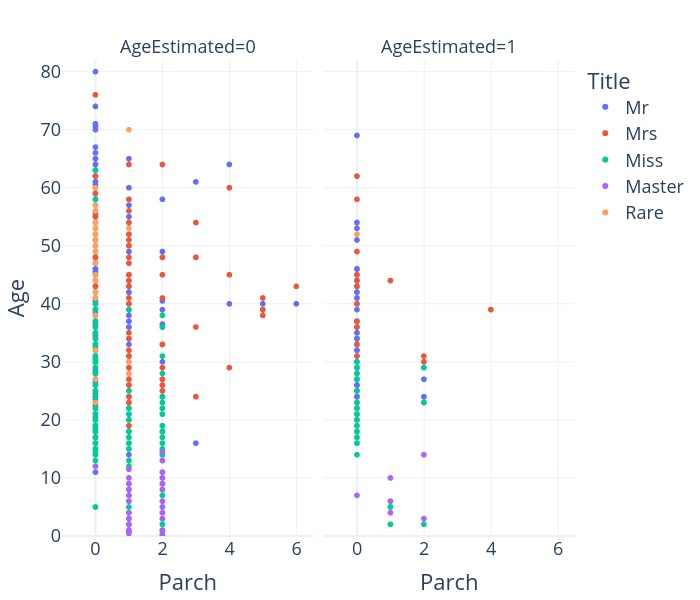 AgeEstimated=0
AgeEstimated=1
80
70
60
50
40
30
20
10
0
Age
0 2 4 6
0 2 4 6
Parch
Parch
Title
Mr
Mrs
Miss
Master
Rare